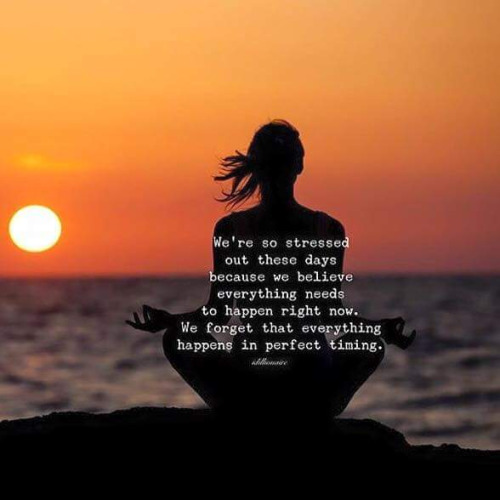 We're so stressed
out these days
because we believe
everything needs
to happen right now.
We forget that everything
happens in perfect timing.